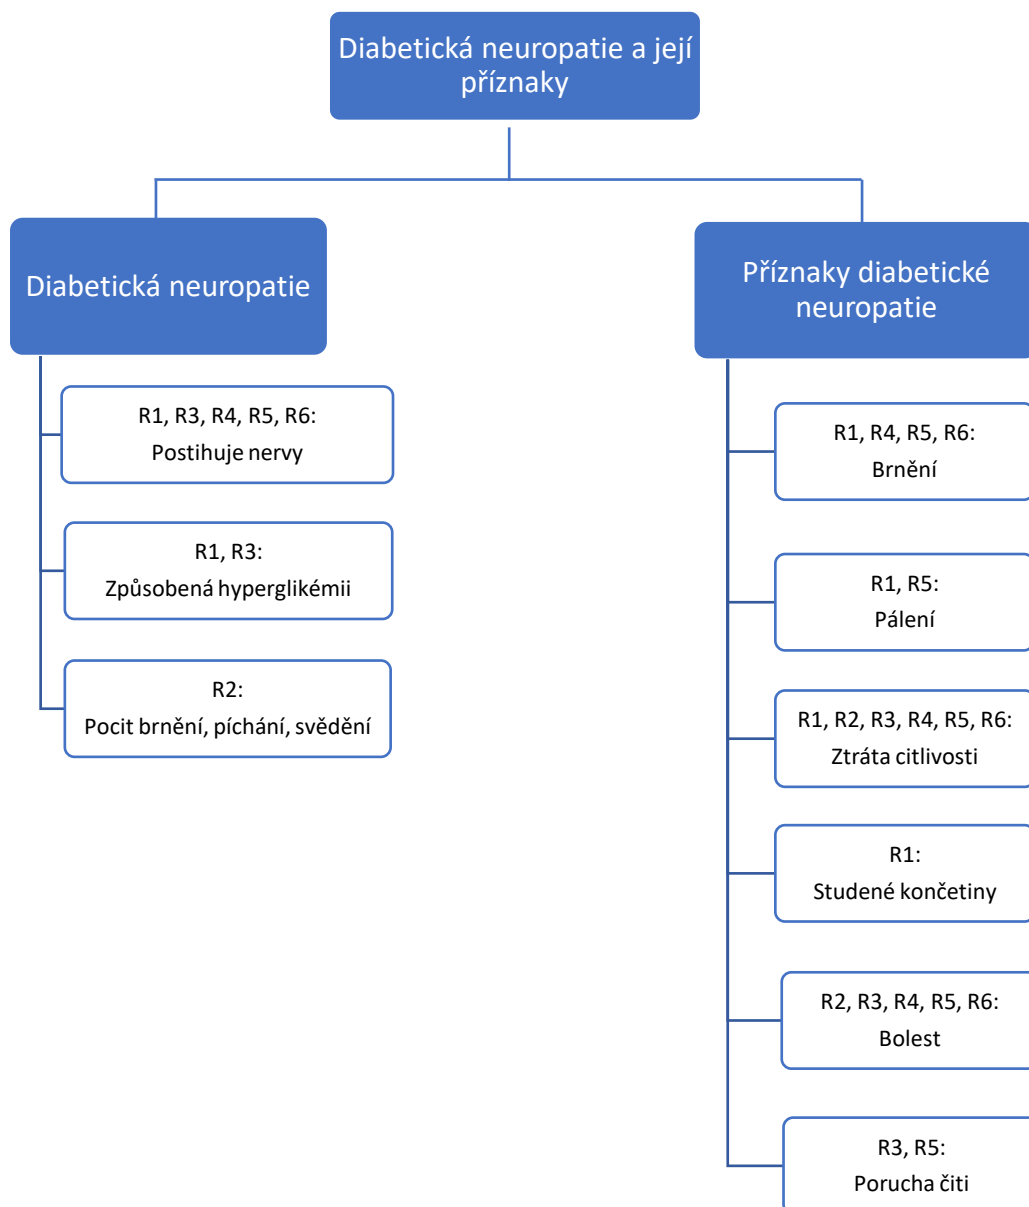 Diabetická neuropatie a její
příznaky
Diabetická neuropatie
R1, R3, R4, R5, R6:
Postihuje nervy
R1, R3:
Způsobená hyperglikémii
R2:
Pocit brnění, píchání, svědění
Příznaky diabetické
neuropatie
R1, R4, R5, R6:
Brnění
R1, R5:
Pálení
R1, R2, R3, R4, R5, R6:
Ztráta citlivosti
R1:
Studené končetiny
R2, R3, R4, R5, R6:
Bolest
R3, R5:
Porucha čiti